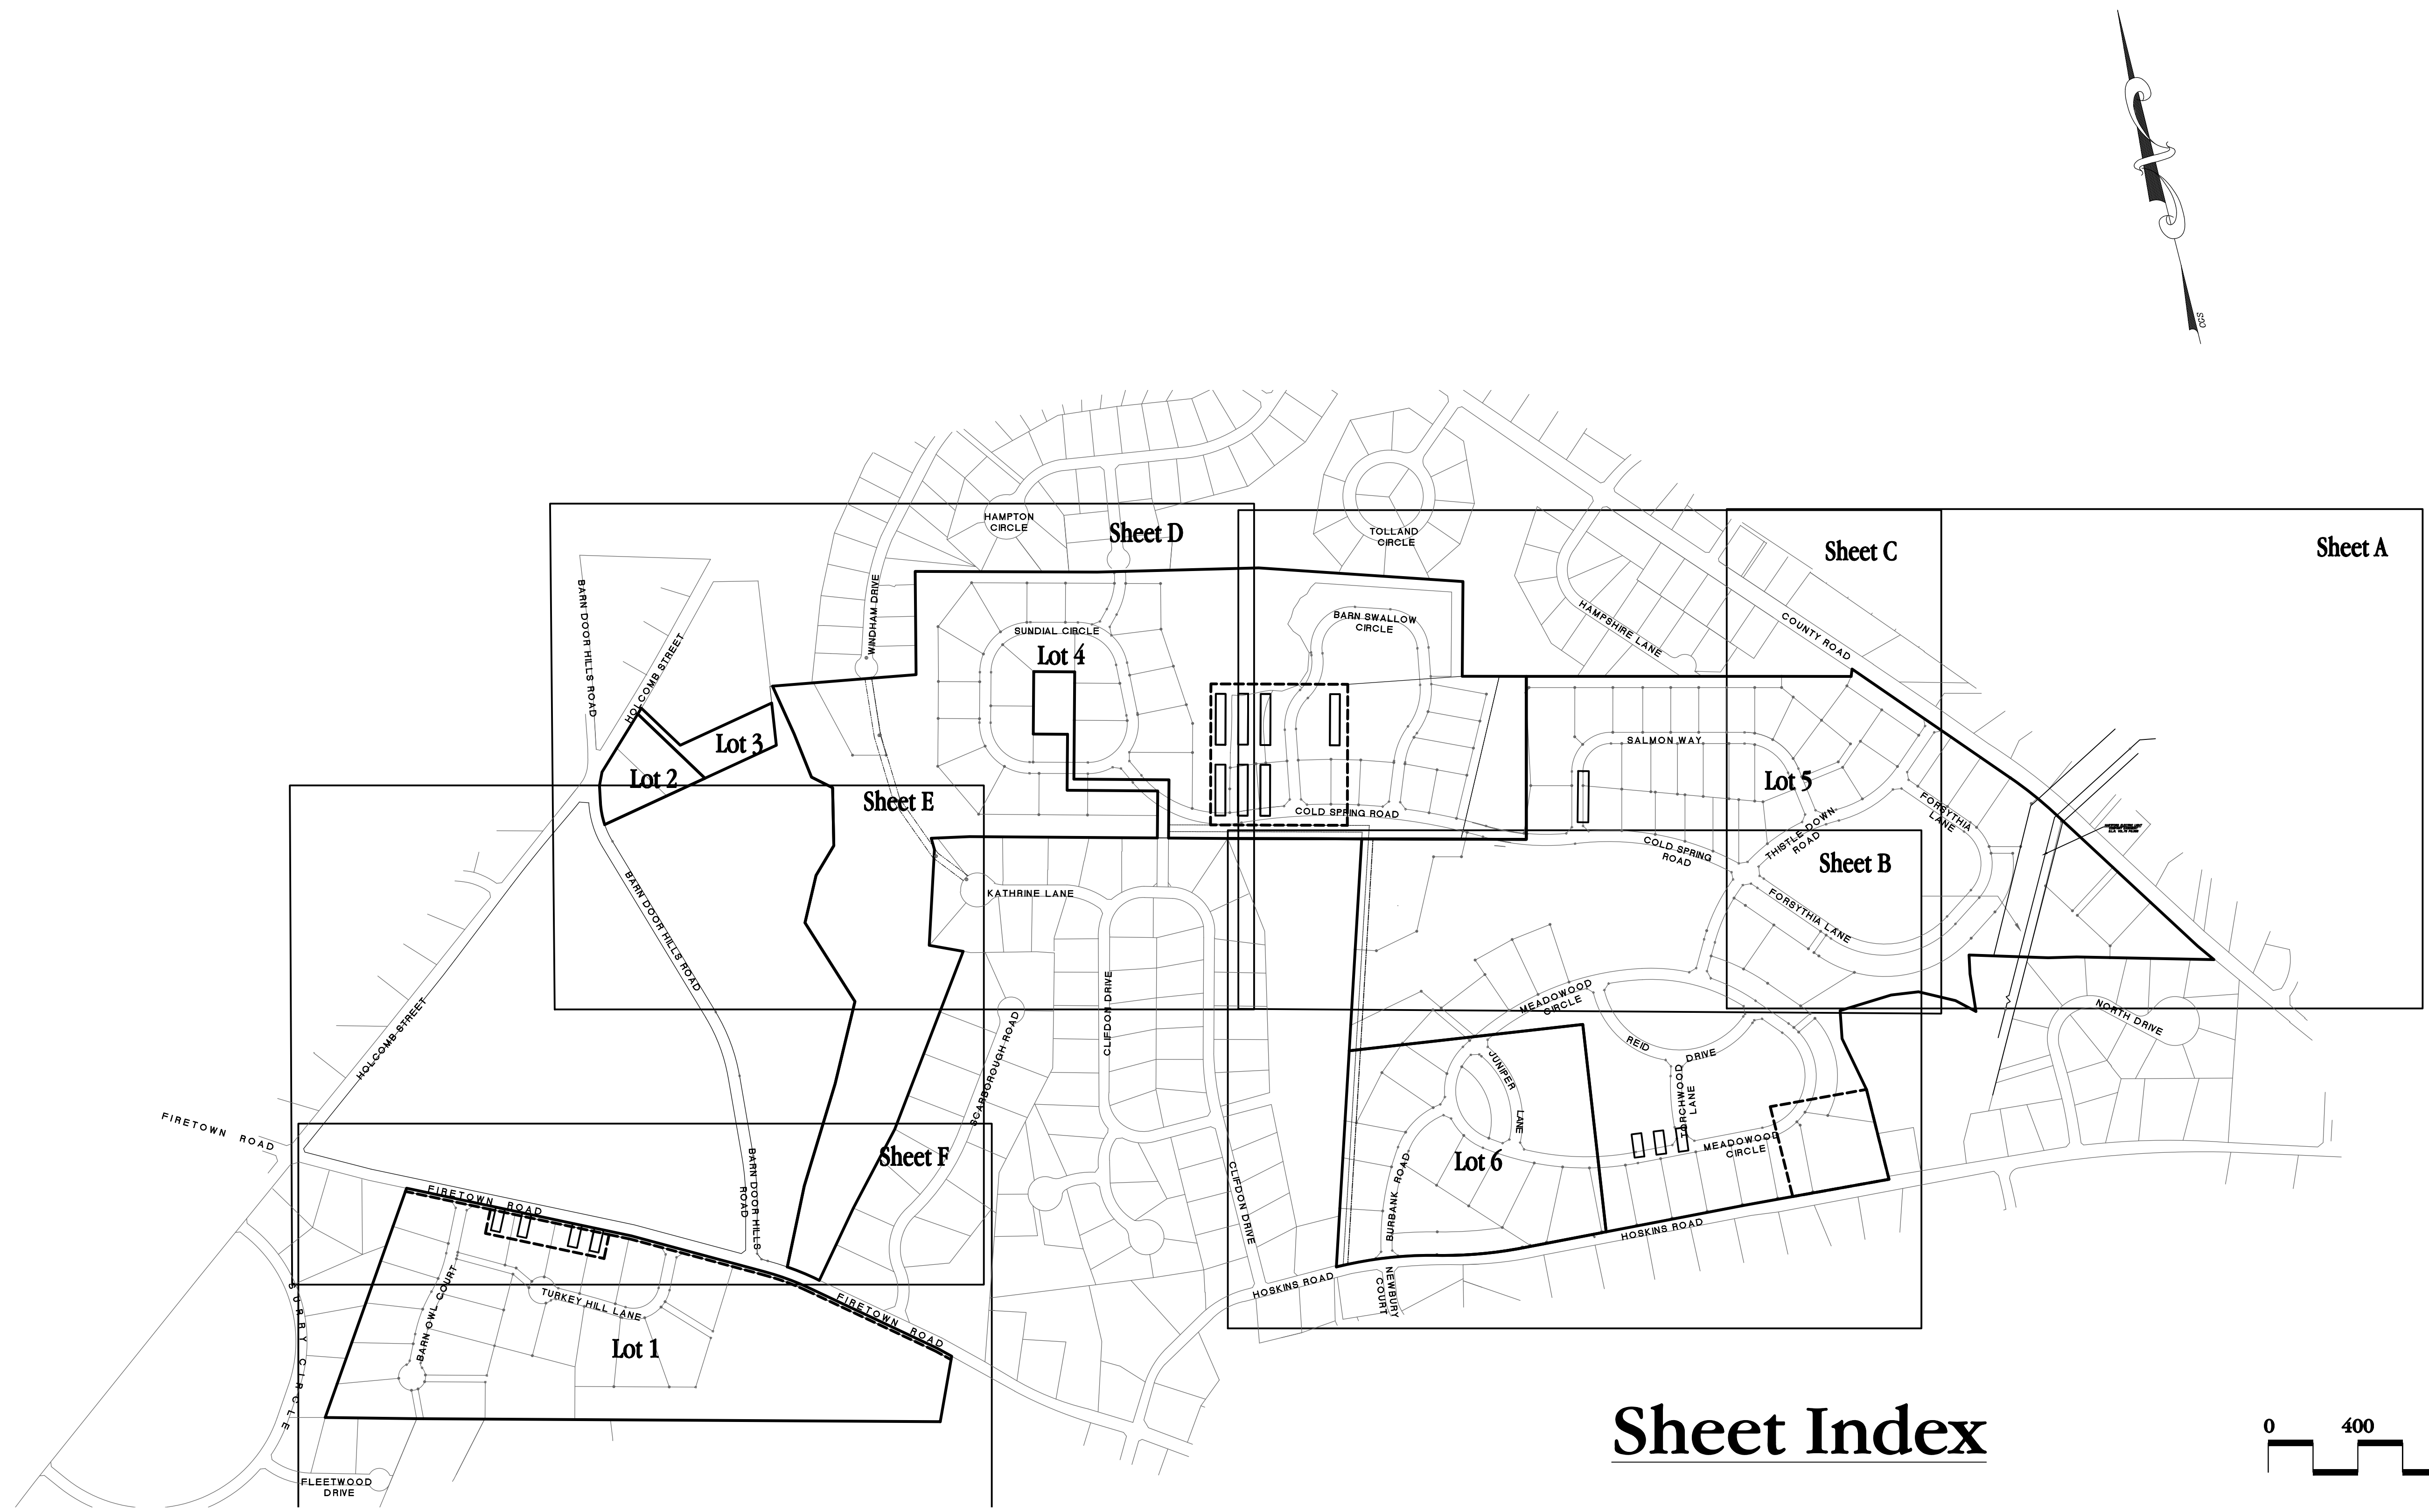 CGS
HAMPTON
CIRCLE
Sheet D
TOLLAND
CIRCLE
Sheet C
Sheet A
BARN DOOR HILLS ROAD
HOLCOMB STREET
WINDHAM DRIVE
SUNDIAL CIRCLE
Lot 4
BARN SWALLOW
CIRCLE
HAMPSHIRE LANE
COUNTY ROAD
Lot 3
Lot 2
Sheet E
COLD SPRING ROAD
SALMON WAY
Lot 5
THISTLE DOWN
ROAD
FORSYTHIA
LANE
COLD SPRING
ROAD
Sheet B
FORSYTHIA LANE
BARN DOOR HILLS ROAD
KATHRINE LANE
CLIFDON DRIVE
SCARBOROUGH ROAD
HOLCOMB STREET
MEADOWOOD
CIRCLE
REID
DRIVE
JUNIPER
LANE
TORCHWOOD
LANE
NORTH DRIVE
FIRETOWN ROAD
BARN DOOR HILLS
ROAD
Sheet F
CLIFDON DRIVE
BURBANK ROAD
Lot 6
MEADOWOOD
CIRCLE
FIRETOWN ROAD
HOSKINS ROAD
HOSKINS ROAD
NEWBURY
COURT
SURRY CIRCLE
BARN OWL COURT
TURKEY HILL LANE
Lot 1
FIRETOWN ROAD
FLEETWOOD
DRIVE
Sheet Index
0 400